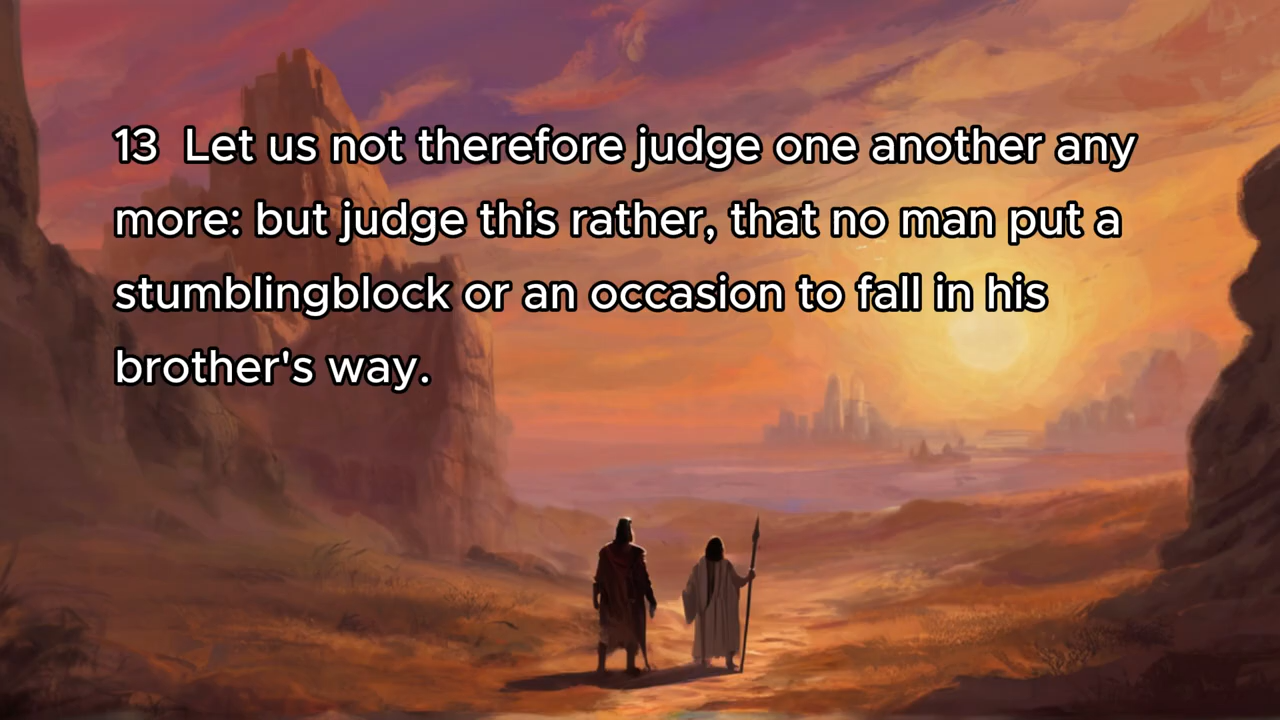 13  Let us not therefore judge one another any
more: but judge this rather, that no man put a
stumblingblock or an occasion to fall in his
brother's way.